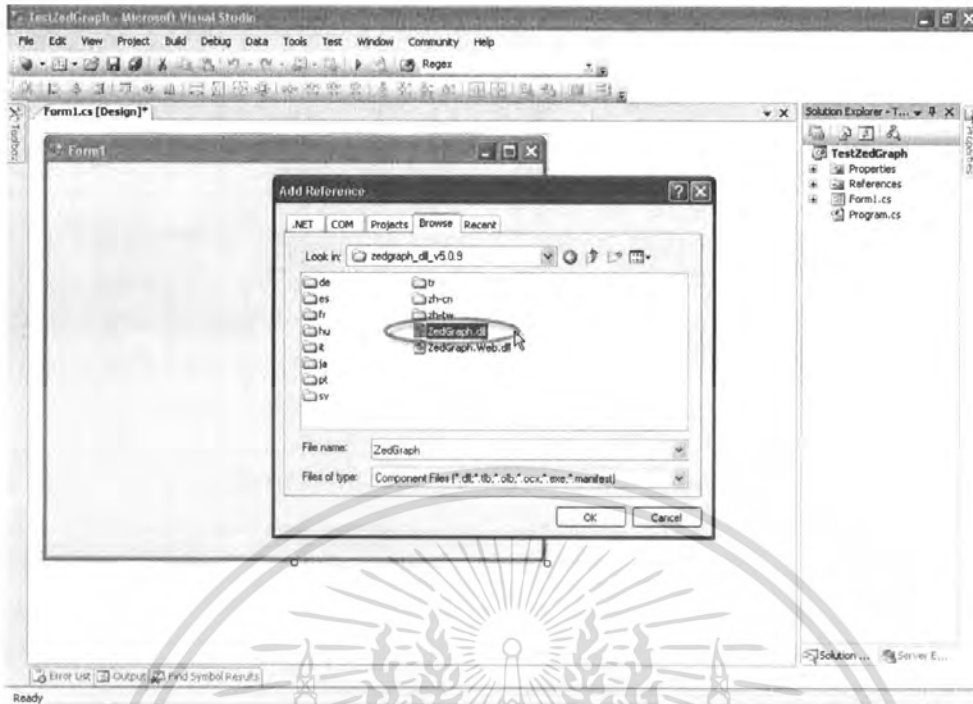 TestZedGraph - Microsoft Visual Studio
File Edit View Project Build Debug Data Tools Test Window Community Help
Regex
Form1.cs [Design]*
Solution Explorer - T...
Toolbox
Properties
Form1
TestZedGraph
Properties
References
Form1.cs
Program.cs
Add Reference
.NET COM Projects Browse Recent
Look in: zedgraph_dll_v5.0.9
de
es
fr
hu
it
ja
pt
sv
tr
zh-cn
zh-tw
ZedGraph.dll
ZedGraph.Web.dll
File name: ZedGraph
Files of type: Component Files (*.dll;*.tlb;*.olb;*.ocx;*.exe;*.manifest)
OK Cancel
Solution ... Server E...
Error List Output Find Symbol Results
Ready